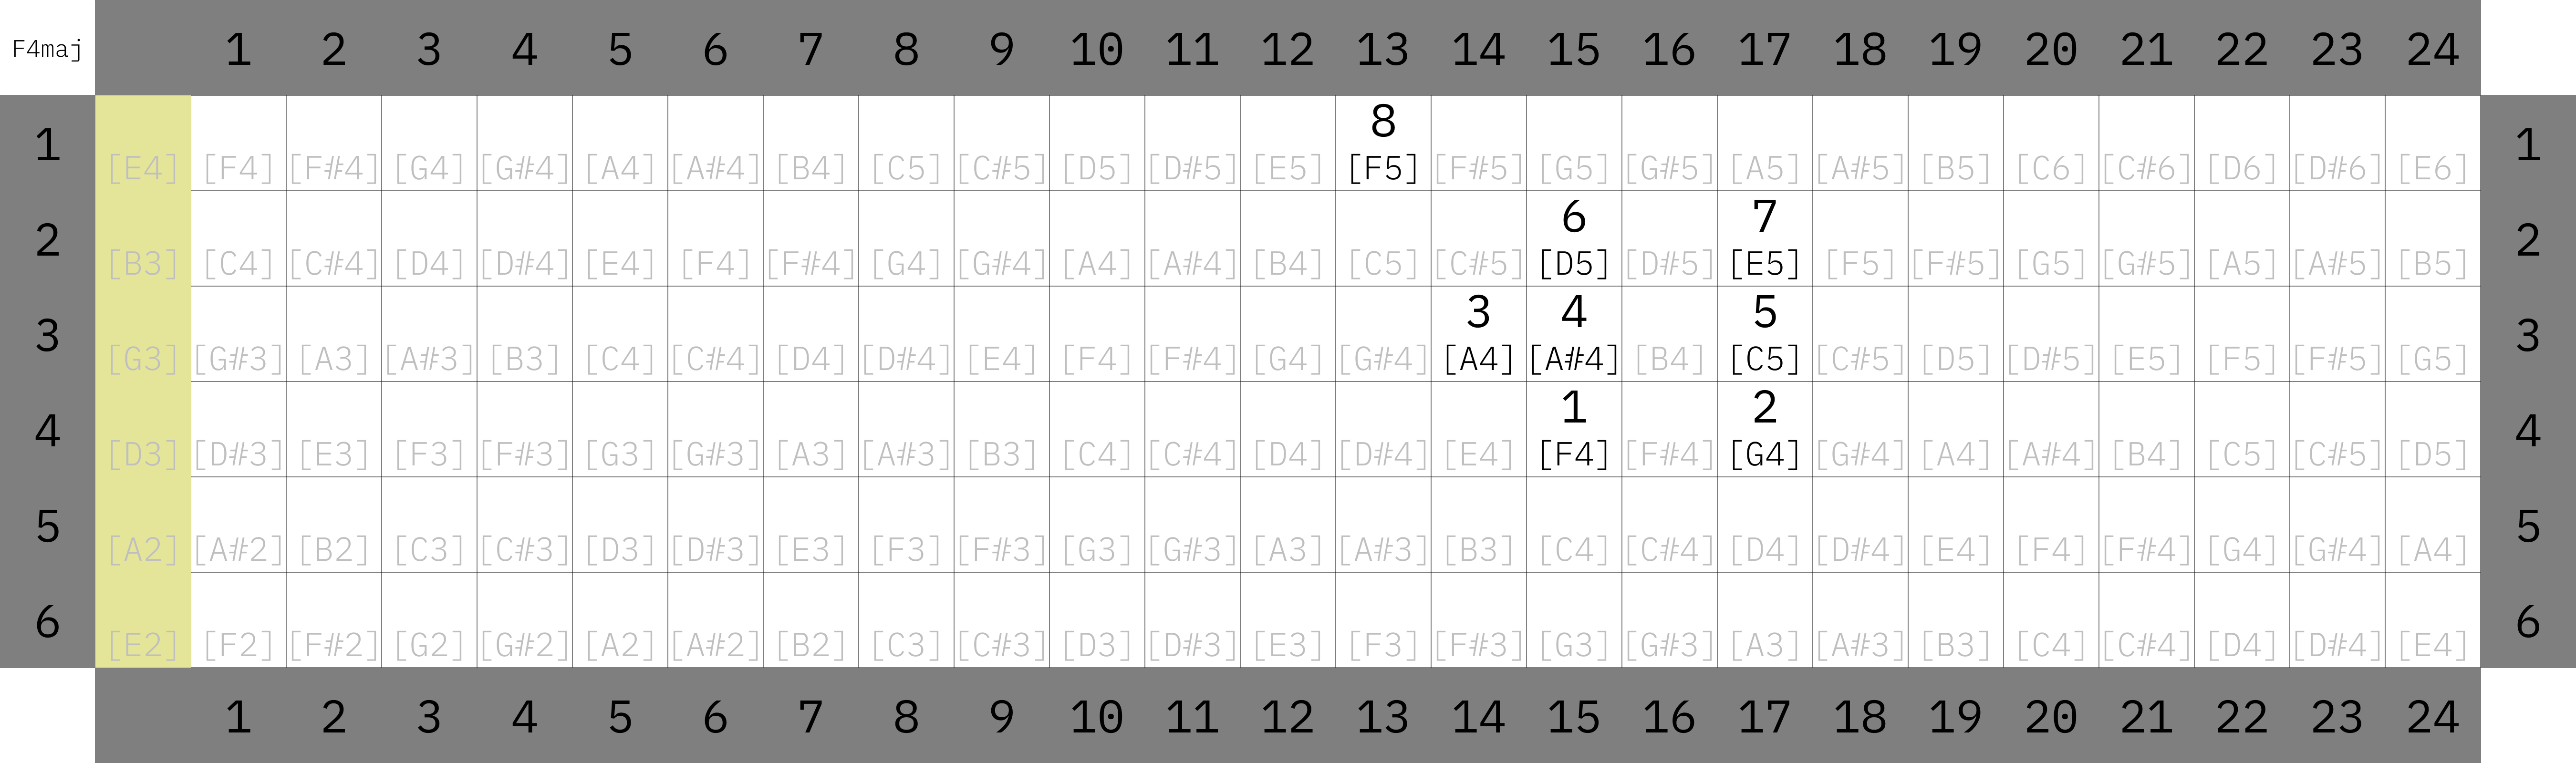 F4maj 1 2 3 4 5 6 7 8 9 10 11 12 13 14 15 16 17 18 19 20 21 22 23 24
8
1 [E4] [F4] [F#4] [G4] [G#4] [A4] [A#4] [B4] [C5] [C#5] [D5] [D#5] [E5] [F5] [F#5] [G5] [G#5] [A5] [A#5] [B5] [C6] [C#6] [D6] [D#6] [E6] 1
6 7
2 [B3] [C4] [C#4] [D4] [D#4] [E4] [F4] [F#4] [G4] [G#4] [A4] [A#4] [B4] [C5] [C#5] [D5] [D#5] [E5] [F5] [F#5] [G5] [G#5] [A5] [A#5] [B5] 2
3 4 5
3 [G3] [G#3] [A3] [A#3] [B3] [C4] [C#4] [D4] [D#4] [E4] [F4] [F#4] [G4] [G#4] [A4] [A#4] [B4] [C5] [C#5] [D5] [D#5] [E5] [F5] [F#5] [G5] 3
1 2
4 [D3] [D#3] [E3] [F3] [F#3] [G3] [G#3] [A3] [A#3] [B3] [C4] [C#4] [D4] [D#4] [E4] [F4] [F#4] [G4] [G#4] [A4] [A#4] [B4] [C5] [C#5] [D5] 4
5 [A2] [A#2] [B2] [C3] [C#3] [D3] [D#3] [E3] [F3] [F#3] [G3] [G#3] [A3] [A#3] [B3] [C4] [C#4] [D4] [D#4] [E4] [F4] [F#4] [G4] [G#4] [A4] 5
6 [E2] [F2] [F#2] [G2] [G#2] [A2] [A#2] [B2] [C3] [C#3] [D3] [D#3] [E3] [F3] [F#3] [G3] [G#3] [A3] [A#3] [B3] [C4] [C#4] [D4] [D#4] [E4] 6
1 2 3 4 5 6 7 8 9 10 11 12 13 14 15 16 17 18 19 20 21 22 23 24